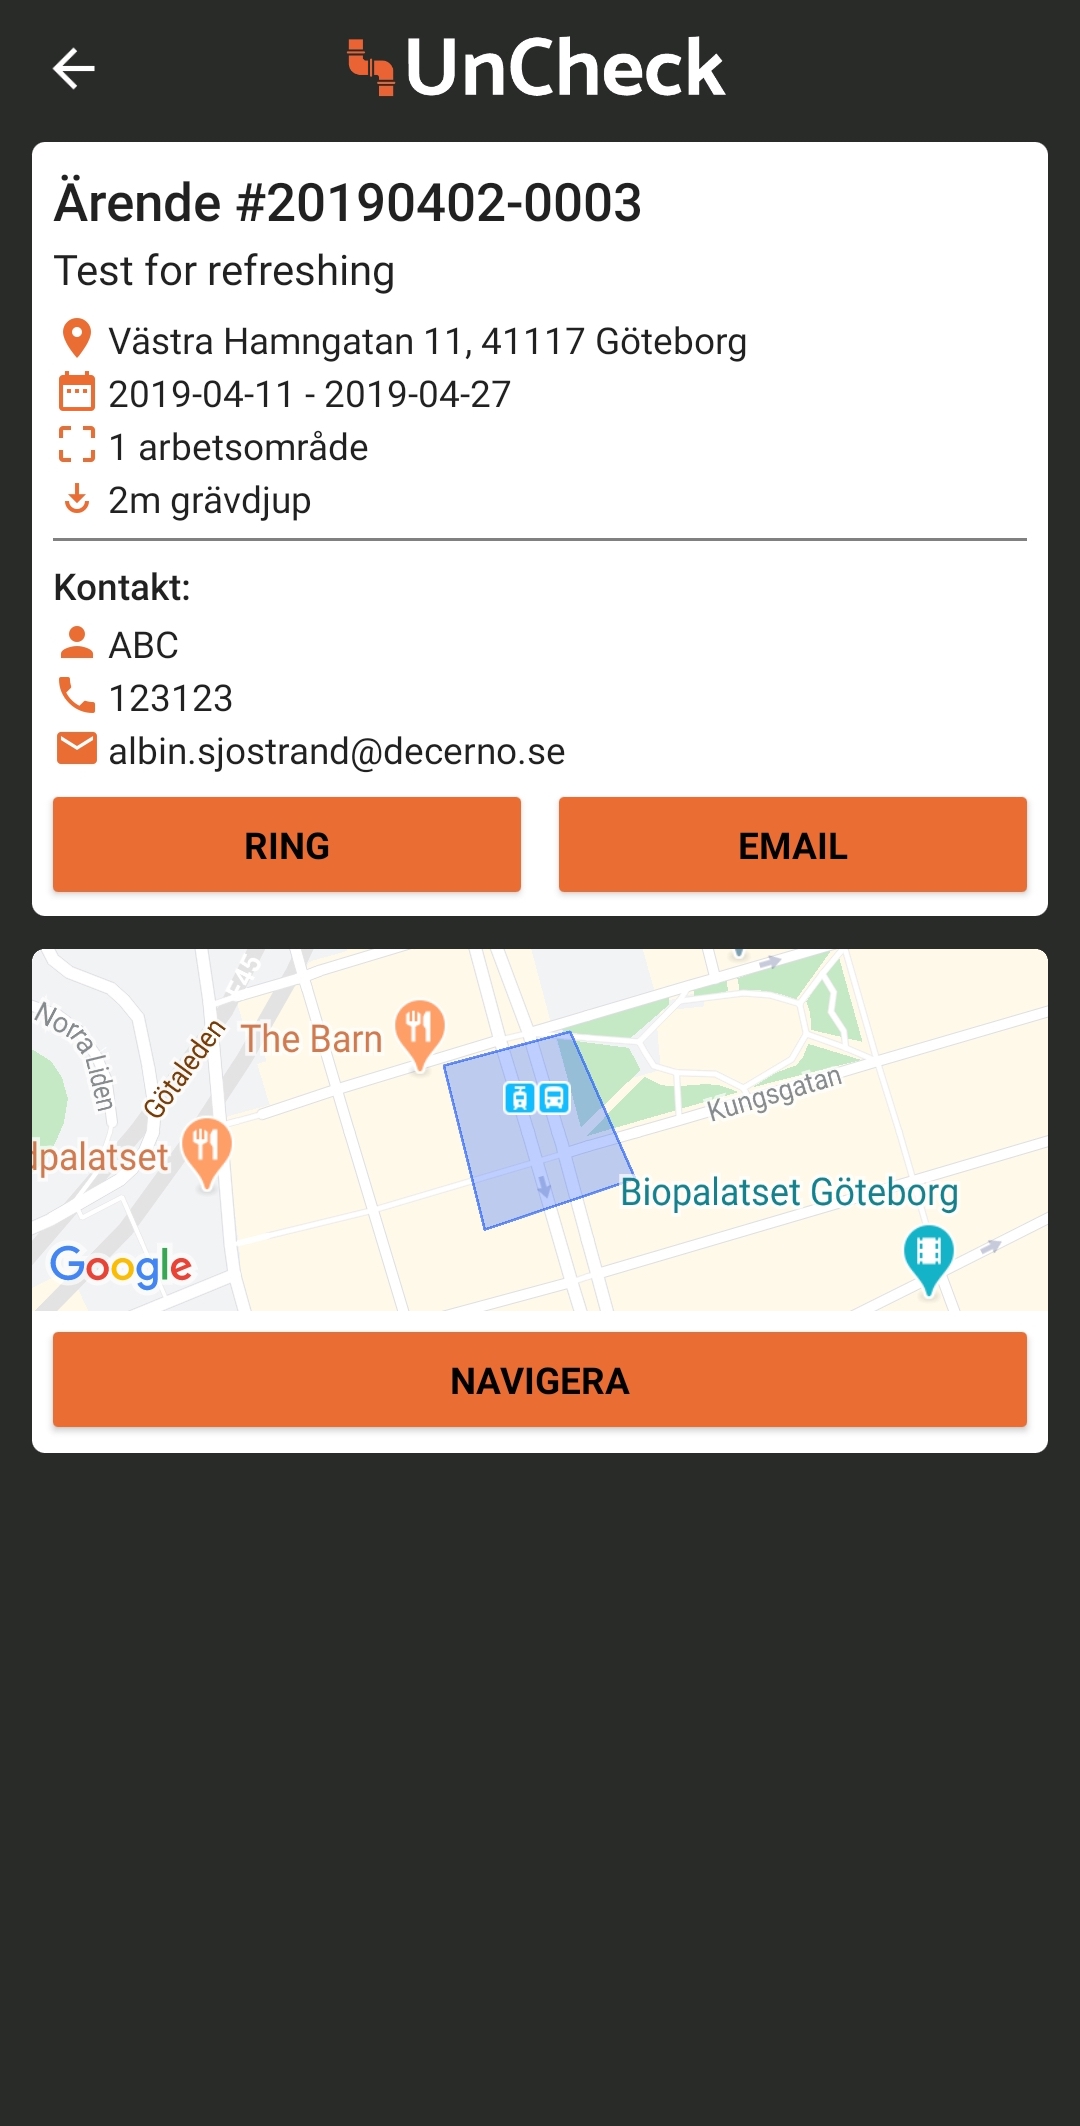 UnCheck
Ärende #20190402-0003
Test for refreshing
Västra Hamngatan 11, 41117 Göteborg
2019-04-11 - 2019-04-27
1 arbetsområde
2m grävdjup
Kontakt:
ABC
123123
albin.sjostrand@decerno.se
RING
EMAIL
E45
Norra Liden
Götaleden
The Barn
Kungsgatan
dpalatset
Biopalatset Göteborg
Google
NAVIGERA